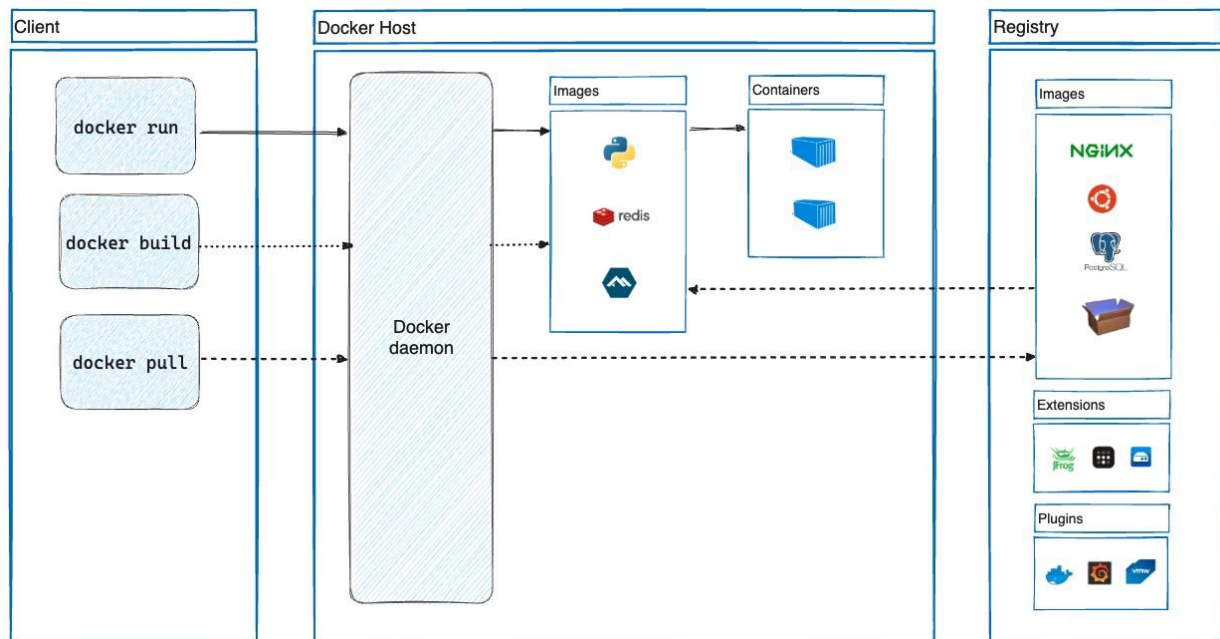 Client
docker run
docker build
docker pull
Docker Host
Docker
daemon
Images
redis
Containers
Registry
Images
NGINX
PostgreSQL
Extensions
JFrog
Plugins
vmw